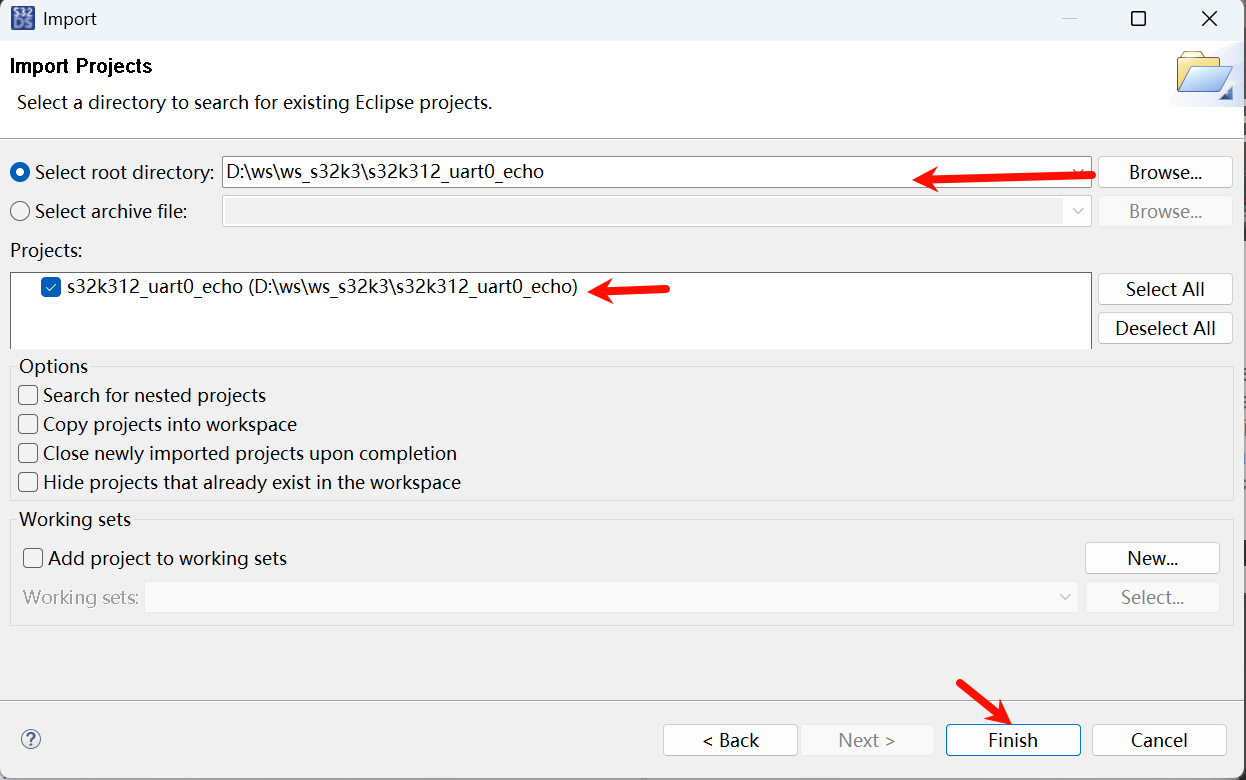 S32
DS
Import
Import Projects
Select a directory to search for existing Eclipse projects.
Select root directory: D:\ws\ws_s32k3\s32k312_uart0_echo Browse...
Select archive file: Browse...
Projects:
s32k312_uart0_echo (D:\ws\ws_s32k3\s32k312_uart0_echo)
Select All
Deselect All
Options
Search for nested projects
Copy projects into workspace
Close newly imported projects upon completion
Hide projects that already exist in the workspace
Working sets
Add project to working sets New...
Working sets: Select...
? < Back Next > Finish Cancel